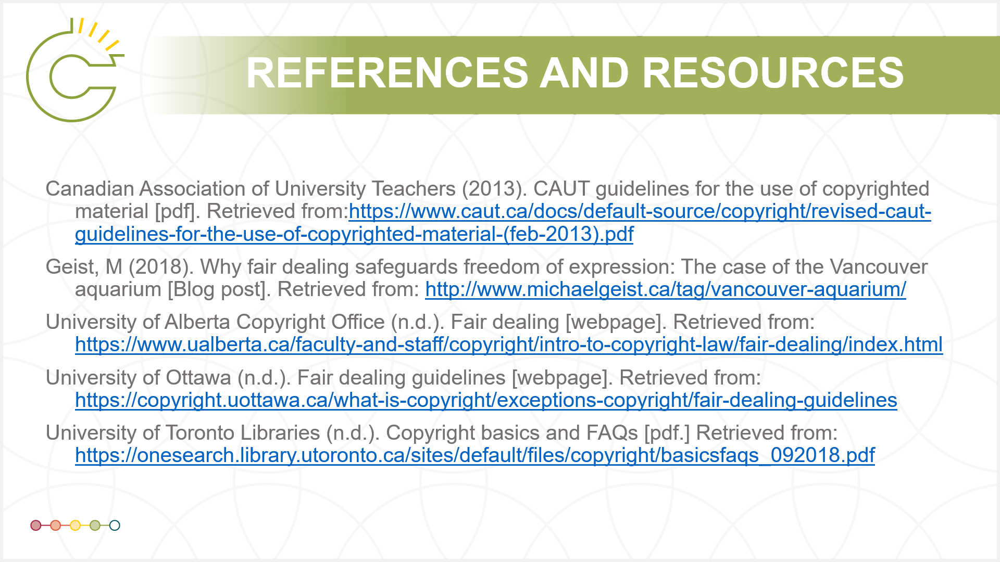 REFERENCES AND RESOURCES
Canadian Association of University Teachers (2013). CAUT guidelines for the use of copyrighted
material [pdf]. Retrieved from:https://www.caut.ca/docs/default-source/copyright/revised-caut-
guidelines-for-the-use-of-copyrighted-material-(feb-2013).pdf
Geist, M (2018). Why fair dealing safeguards freedom of expression: The case of the Vancouver
aquarium [Blog post]. Retrieved from: http://www.michaelgeist.ca/tag/vancouver-aquarium/
University of Alberta Copyright Office (n.d.). Fair dealing [webpage]. Retrieved from:
https://www.ualberta.ca/faculty-and-staff/copyright/intro-to-copyright-law/fair-dealing/index.html
University of Ottawa (n.d.). Fair dealing guidelines [webpage]. Retrieved from:
https://copyright.uottawa.ca/what-is-copyright/exceptions-copyright/fair-dealing-guidelines
University of Toronto Libraries (n.d.). Copyright basics and FAQs [pdf.] Retrieved from:
https://onesearch.library.utoronto.ca/sites/default/files/copyright/basicsfaqs_092018.pdf